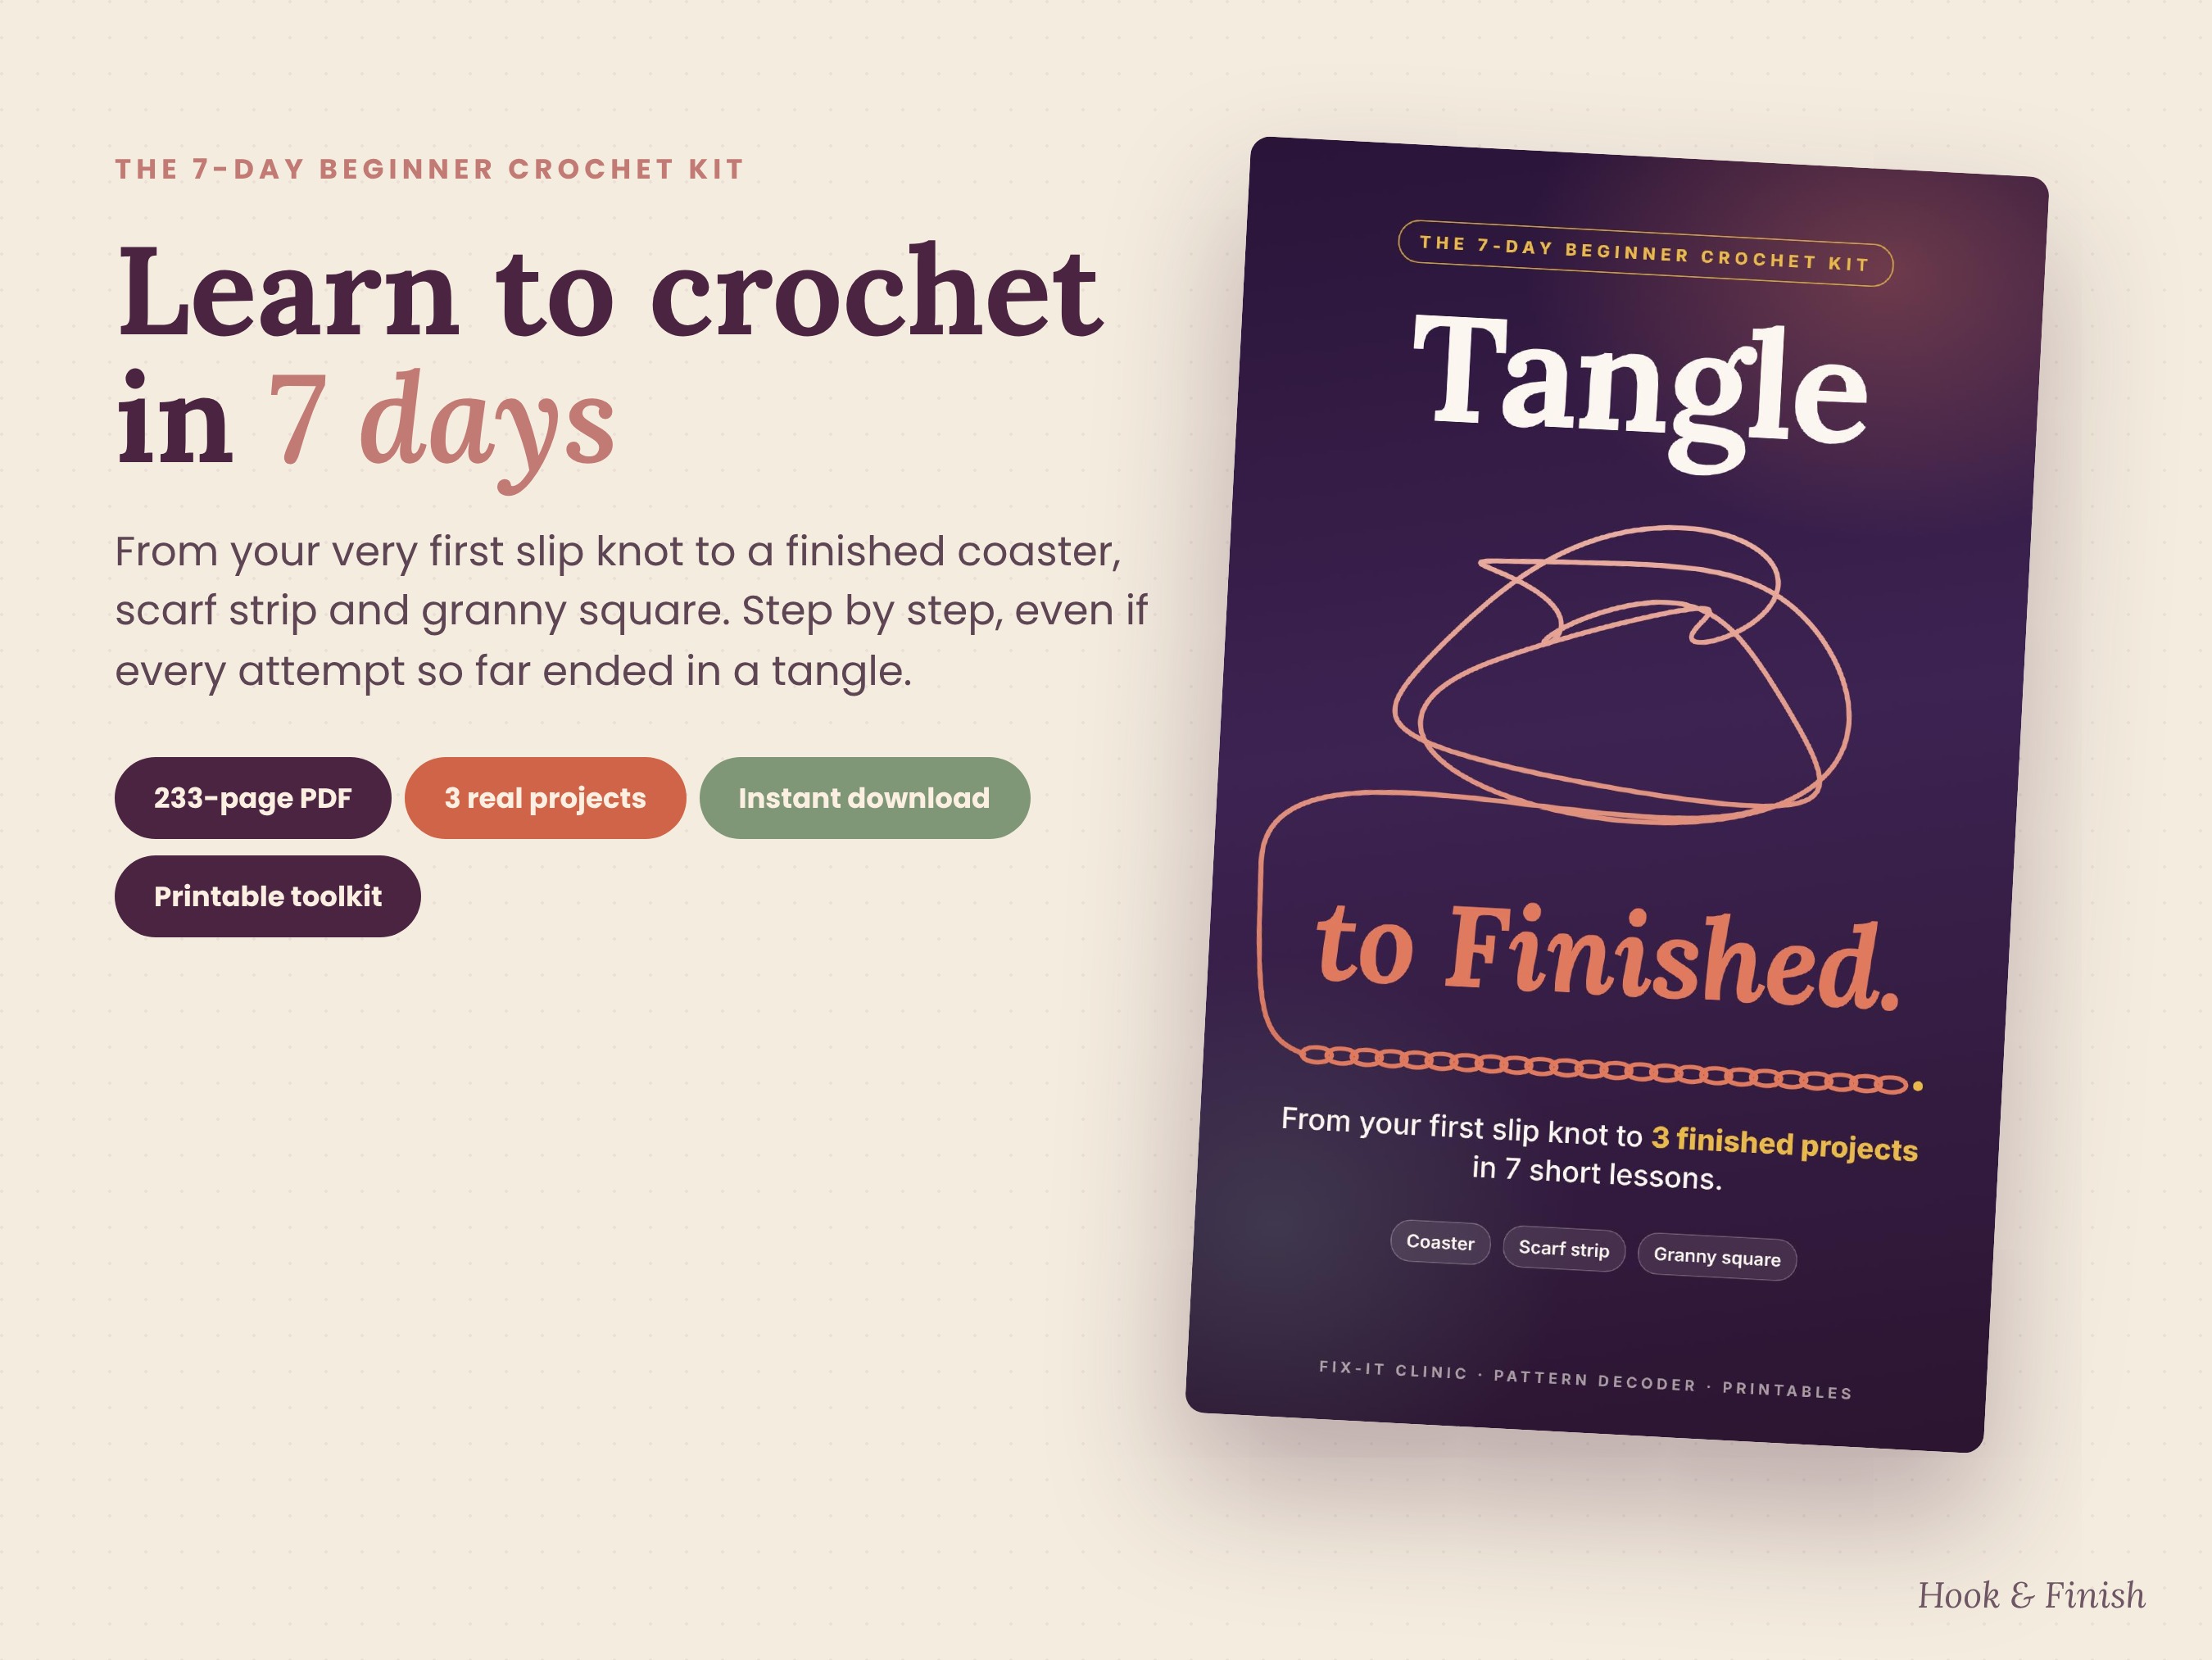 THE 7-DAY BEGINNER CROCHET KIT
Learn to crochet
in 7 days
From your very first slip knot to a finished coaster,
scarf strip and granny square. Step by step, even if
every attempt so far ended in a tangle.
233-page PDF
3 real projects
Instant download
Printable toolkit
THE 7-DAY BEGINNER CROCHET KIT
Tangle
to Finished.
From your first slip knot to 3 finished projects
in 7 short lessons.
Coaster
Scarf strip
Granny square
FIX-IT CLINIC · PATTERN DECODER · PRINTABLES
Hook & Finish